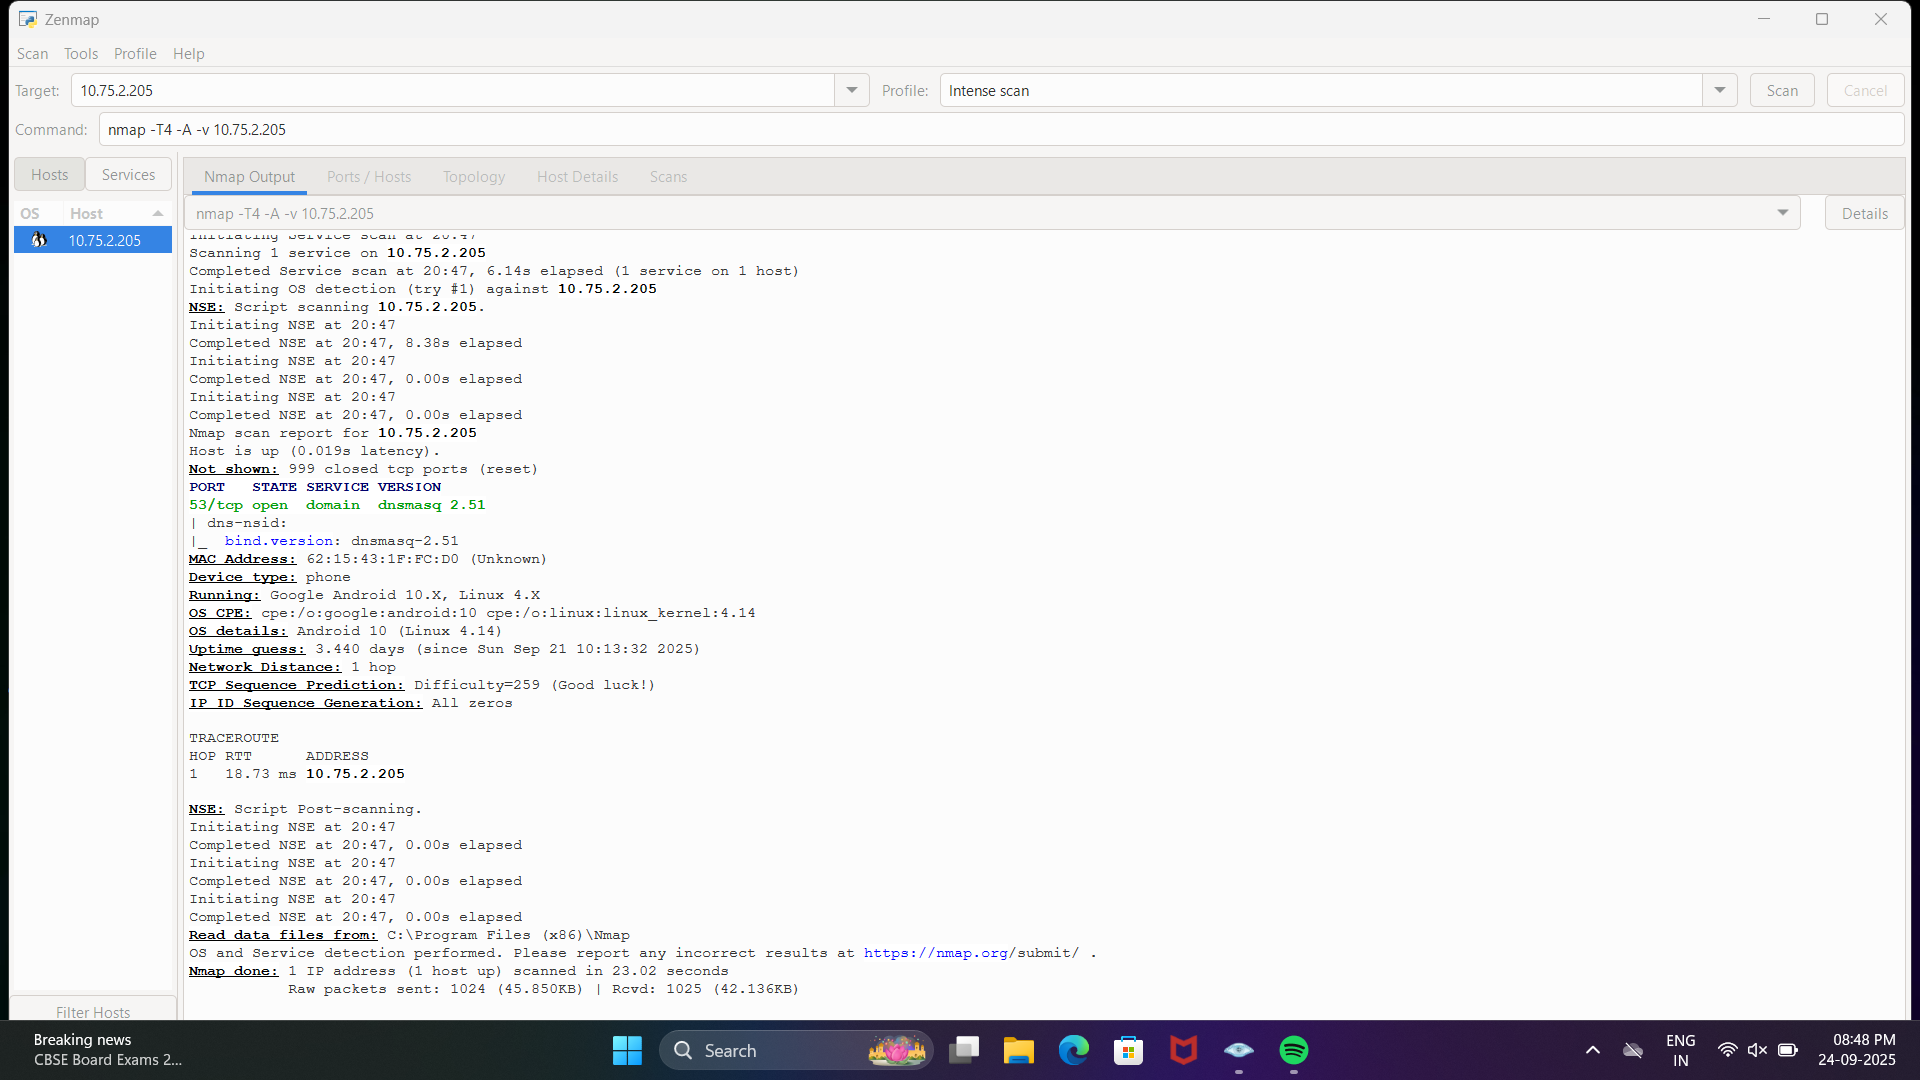 Zenmap
Scan Tools Profile Help
Target: 10.75.2.205 Profile: Intense scan Scan Cancel
Command: nmap -T4 -A -v 10.75.2.205
Hosts Services
Nmap Output Ports / Hosts Topology Host Details Scans
OS Host
nmap -T4 -A -v 10.75.2.205 Details
10.75.2.205
Initiating Service scan at 20:47
Scanning 1 service on 10.75.2.205
Completed Service scan at 20:47, 6.14s elapsed (1 service on 1 host)
Initiating OS detection (try #1) against 10.75.2.205
NSE: Script scanning 10.75.2.205.
Initiating NSE at 20:47
Completed NSE at 20:47, 8.38s elapsed
Initiating NSE at 20:47
Completed NSE at 20:47, 0.00s elapsed
Initiating NSE at 20:47
Completed NSE at 20:47, 0.00s elapsed
Nmap scan report for 10.75.2.205
Host is up (0.019s latency).
Not shown: 999 closed tcp ports (reset)
PORT   STATE SERVICE VERSION
53/tcp open  domain  dnsmasq 2.51
| dns-nsid:
|_  bind.version: dnsmasq-2.51
MAC Address: 62:15:43:1F:FC:D0 (Unknown)
Device type: phone
Running: Google Android 10.X, Linux 4.X
OS CPE: cpe:/o:google:android:10 cpe:/o:linux:linux_kernel:4.14
OS details: Android 10 (Linux 4.14)
Uptime guess: 3.440 days (since Sun Sep 21 10:13:32 2025)
Network Distance: 1 hop
TCP Sequence Prediction: Difficulty=259 (Good luck!)
IP ID Sequence Generation: All zeros
TRACEROUTE
HOP RTT      ADDRESS
1   18.73 ms 10.75.2.205
NSE: Script Post-scanning.
Initiating NSE at 20:47
Completed NSE at 20:47, 0.00s elapsed
Initiating NSE at 20:47
Completed NSE at 20:47, 0.00s elapsed
Initiating NSE at 20:47
Completed NSE at 20:47, 0.00s elapsed
Read data files from: C:\Program Files (x86)\Nmap
OS and Service detection performed. Please report any incorrect results at https://nmap.org/submit/ .
Nmap done: 1 IP address (1 host up) scanned in 23.02 seconds
Raw packets sent: 1024 (45.850KB) | Rcvd: 1025 (42.136KB)
Filter Hosts
Breaking news
CBSE Board Exams 2...
Search
ENG
IN
08:48 PM
24-09-2025